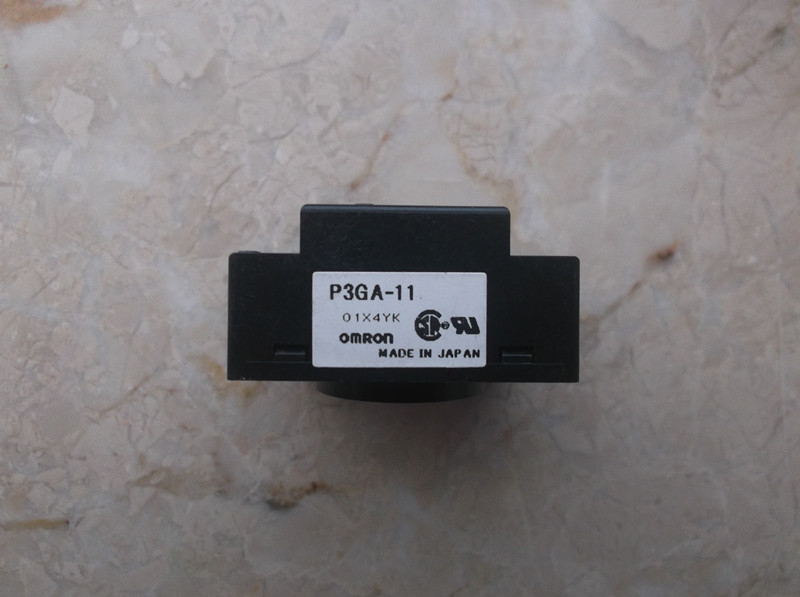 P3GA-11
01X4YK
omron
MADE IN JAPAN